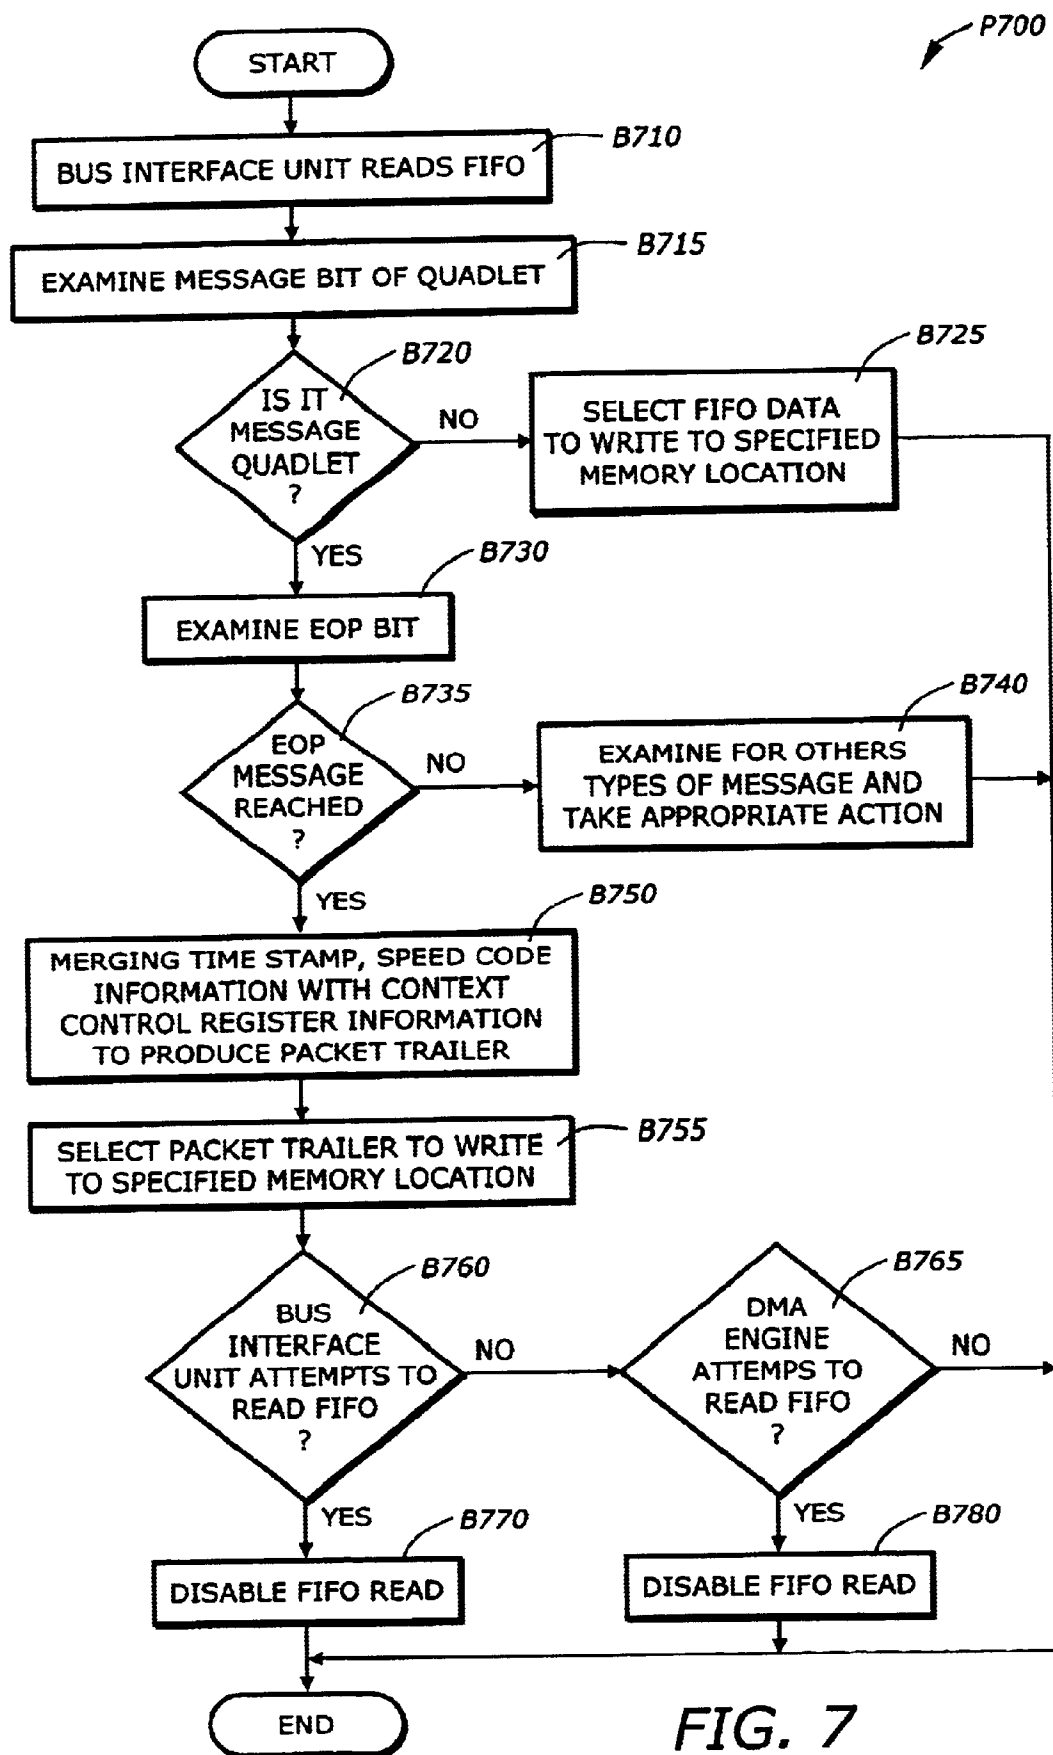 P700
START
B710
BUS INTERFACE UNIT READS FIFO
B715
EXAMINE MESSAGE BIT OF QUADLET
B720
IS IT
MESSAGE
QUADLET
?
NO
B725
SELECT FIFO DATA
TO WRITE TO SPECIFIED
MEMORY LOCATION
YES
B730
EXAMINE EOP BIT
B735
EOP
MESSAGE
REACHED
?
NO
B740
EXAMINE FOR OTHERS
TYPES OF MESSAGE AND
TAKE APPROPRIATE ACTION
YES
B750
MERGING TIME STAMP, SPEED CODE
INFORMATION WITH CONTEXT
CONTROL REGISTER INFORMATION
TO PRODUCE PACKET TRAILER
B755
SELECT PACKET TRAILER TO WRITE
TO SPECIFIED MEMORY LOCATION
B760
BUS
INTERFACE
UNIT ATTEMPTS TO
READ FIFO
?
NO
B765
DMA
ENGINE
ATTEMPS TO
READ FIFO
?
NO
YES
B770
DISABLE FIFO READ
YES
B780
DISABLE FIFO READ
END
FIG. 7